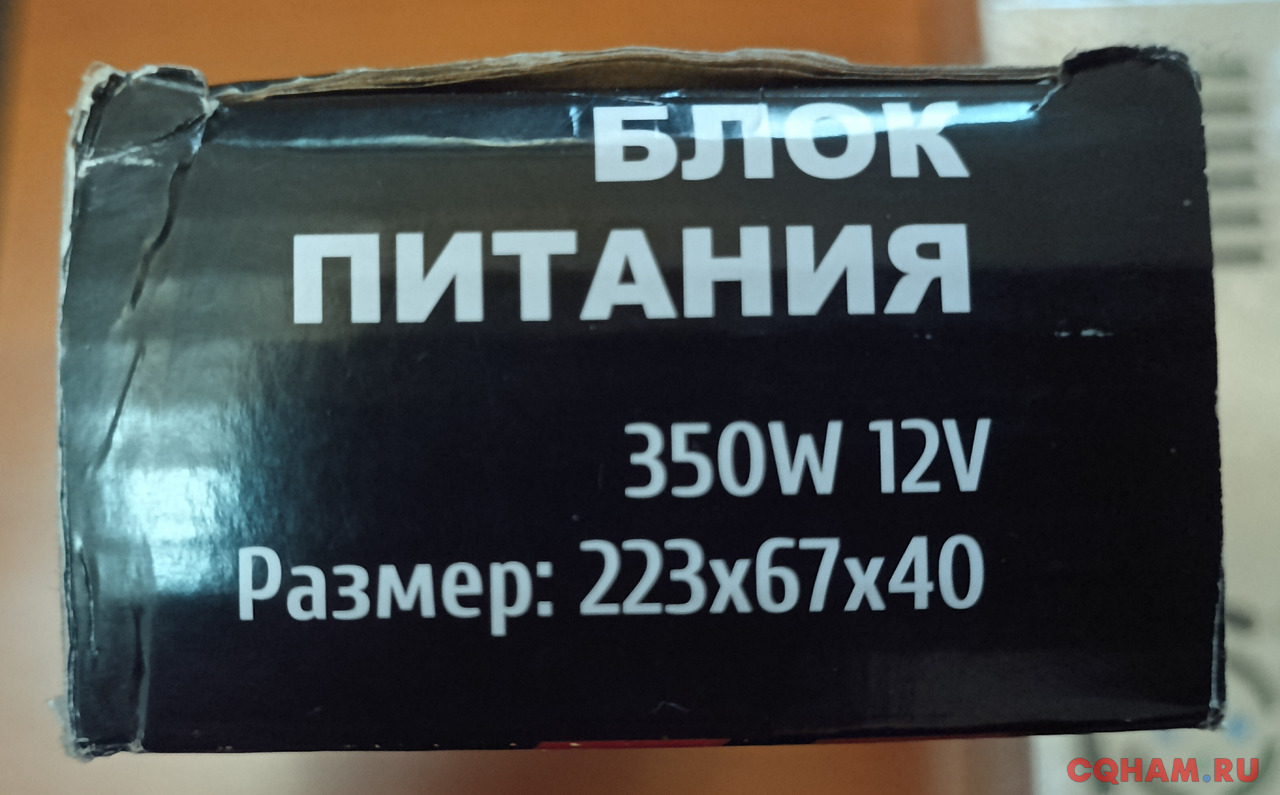 БЛОК
ПИТАНИЯ
350W 12V
Размер: 223x67x40
CQHAM.RU